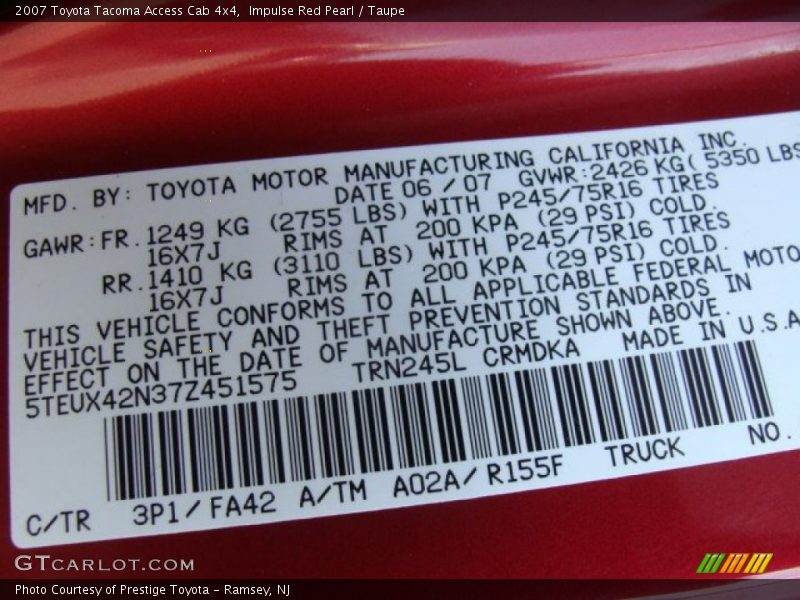 2007 Toyota Tacoma Access Cab 4x4,  Impulse Red Pearl / Taupe
MFD. BY: TOYOTA MOTOR MANUFACTURING CALIFORNIA INC.
DATE 06 / 07 GVWR:2426 KG( 5350 LBS
GAWR:FR.1249 KG (2755 LBS) WITH P245/75R16 TIRES
16X7J RIMS AT 200 KPA (29 PSI) COLD.
RR.1410 KG (3110 LBS) WITH P245/75R16 TIRES
16X7J RIMS AT 200 KPA (29 PSI) COLD.
THIS VEHICLE CONFORMS TO ALL APPLICABLE FEDERAL MOTO
VEHICLE SAFETY AND THEFT PREVENTION STANDARDS IN
EFFECT ON THE DATE OF MANUFACTURE SHOWN ABOVE.
5TEUX42N37Z451575 TRN245L CRMDKA MADE IN U.S.A
C/TR 3P1/FA42 A/TM A02A/R155F TRUCK NO.
GTCARLOT.COM
Photo Courtesy of Prestige Toyota - Ramsey, NJ